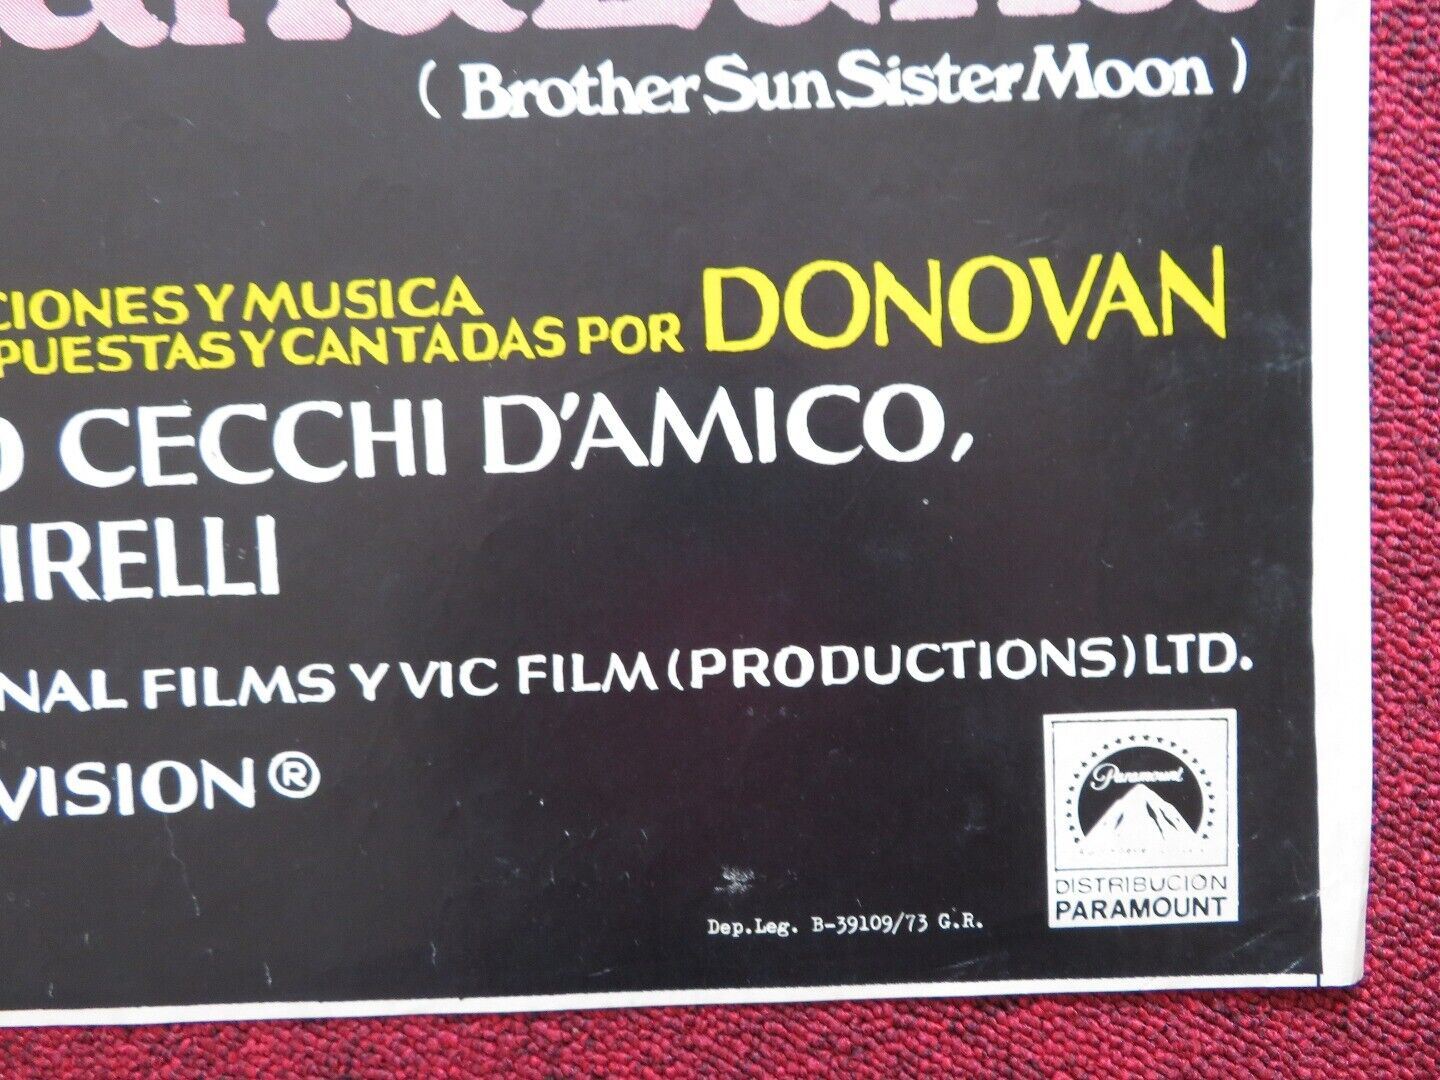 (Brother Sun Sister Moon)
CIONES Y MUSICA
PUESTAS Y CANTADAS POR DONOVAN
O CECCHI D'AMICO,
IRELLI
NAL FILMS Y VIC FILM (PRODUCTIONS) LTD.
VISION®
Paramount
DISTRIBUCION
PARAMOUNT
Dep.Leg. B-39109/73 G.R.